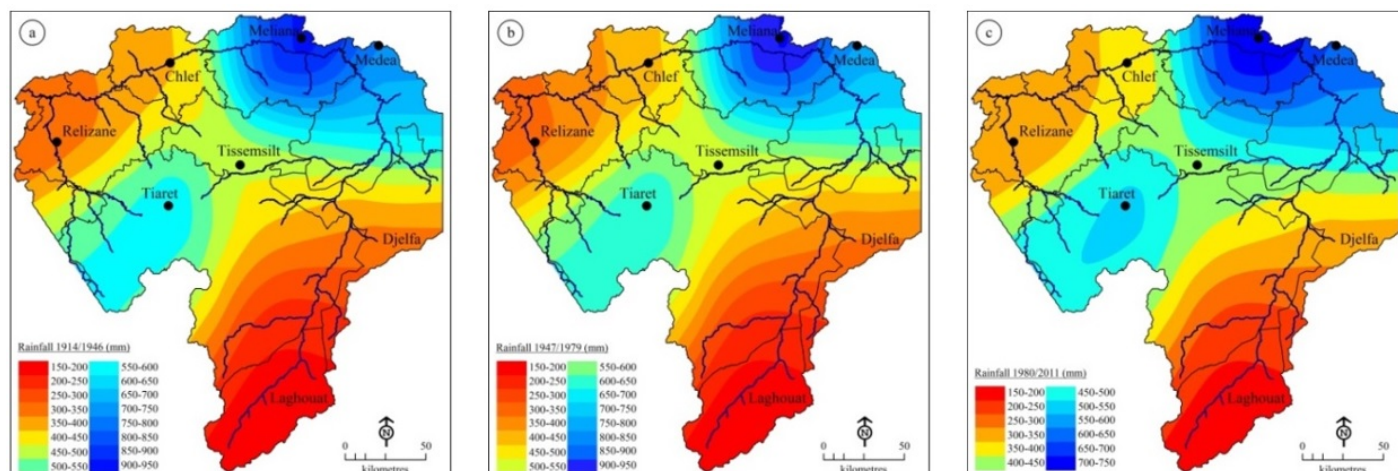 a
Meliana
Medea
Chlef
Relizane
Tissemsilt
Tiaret
Djelfa
Laghouat
Rainfall 1914/1946 (mm)
150-200 550-600
200-250 600-650
250-300 650-700
300-350 700-750
350-400 750-800
400-450 800-850
450-500 850-900
500-550 900-950
N
0 50
kilometres
b
Meliana
Medea
Chlef
Relizane
Tissemsilt
Tiaret
Djelfa
Laghouat
Rainfall 1947/1979 (mm)
150-200 550-600
200-250 600-650
250-300 650-700
300-350 700-750
350-400 750-800
400-450 800-850
450-500 850-900
500-550 900-950
N
0 50
kilometres
c
Meliana
Medea
Chlef
Relizane
Tissemsilt
Tiaret
Djelfa
Laghouat
Rainfall 1980/2011 (mm)
150-200 450-500
200-250 500-550
250-300 550-600
300-350 600-650
350-400 650-700
400-450 700-750
N
0 50
kilometres